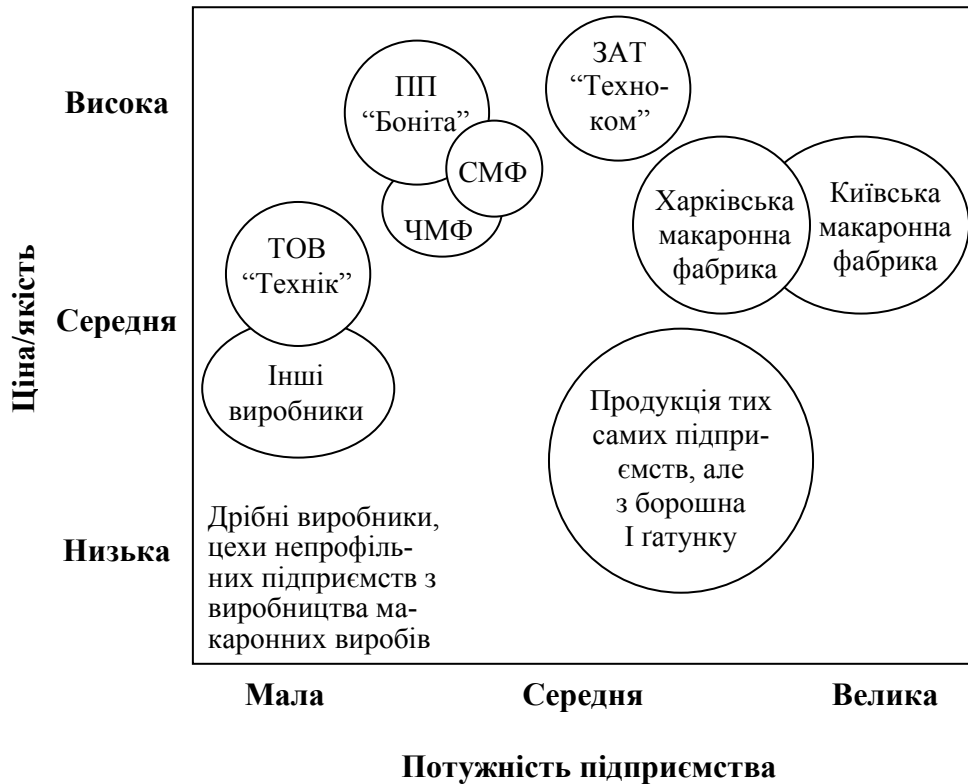 Ціна/якість
Висока
Середня
Низька
ПП
“Боніта”
СМФ
ЧМФ
ЗАТ
“Техно-
ком”
Харківська
макаронна
фабрика
Київська
макаронна
фабрика
ТОВ
“Технік”
Інші
виробники
Продукція тих
самих підпри-
ємств, але
з борошна
І ґатунку
Дрібні виробники,
цехи непрофіль-
них підприємств з
виробництва ма-
каронних виробів
Мала
Середня
Велика
Потужність підприємства